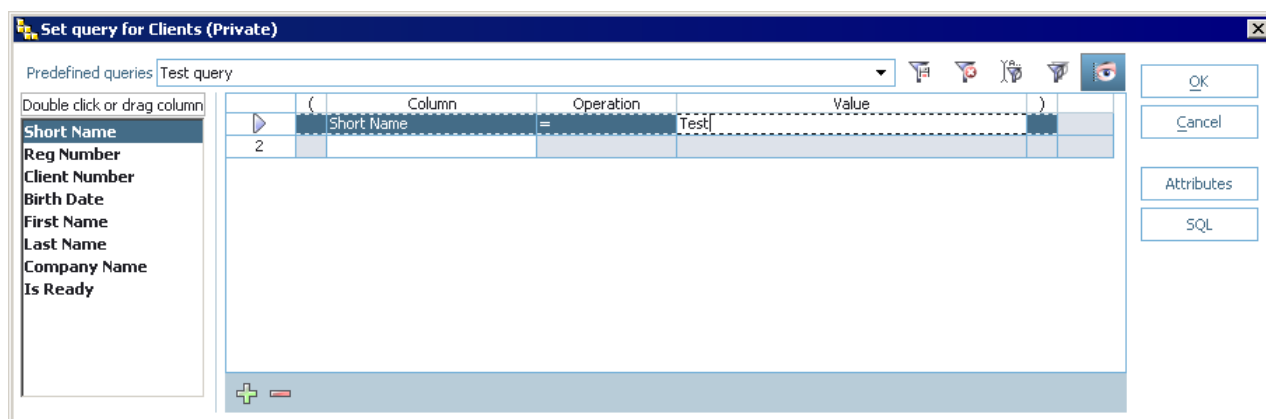 Set query for Clients (Private)
Predefined queries Test query
OK
Double click or drag column
( Column Operation Value )
Short Name = Test
Cancel
2
Short Name
Reg Number
Client Number
Birth Date
First Name
Last Name
Company Name
Is Ready
Attributes
SQL